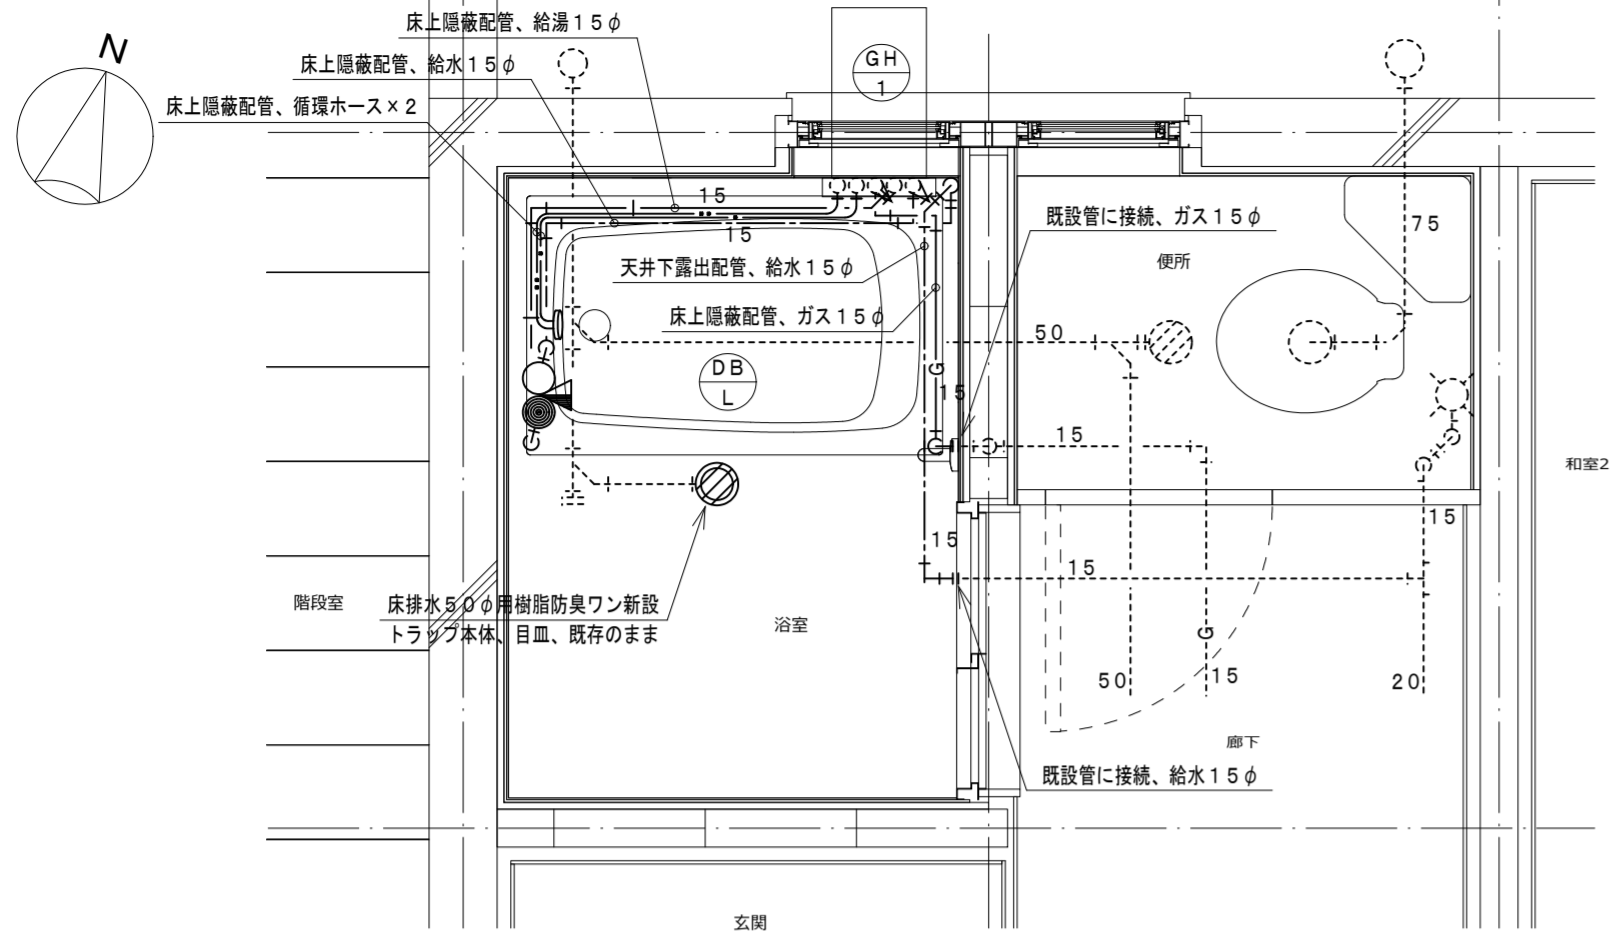 床上隠蔽配管、給湯１５φ
N
床上隠蔽配管、給水１５φ
GH
1
床上隠蔽配管、循環ホース×２
15
15
既設管に接続、ガス１５φ
75
便所
天井下露出配管、給水１５φ
床上隠蔽配管、ガス１５φ
50
DB
L
G
15
15
和室2
15
15
15
階段室
床排水５０φ用樹脂防臭ワン新設
トラップ本体、目皿、既存のまま
浴室
G
50
15
20
廊下
既設管に接続、給水１５φ
玄関